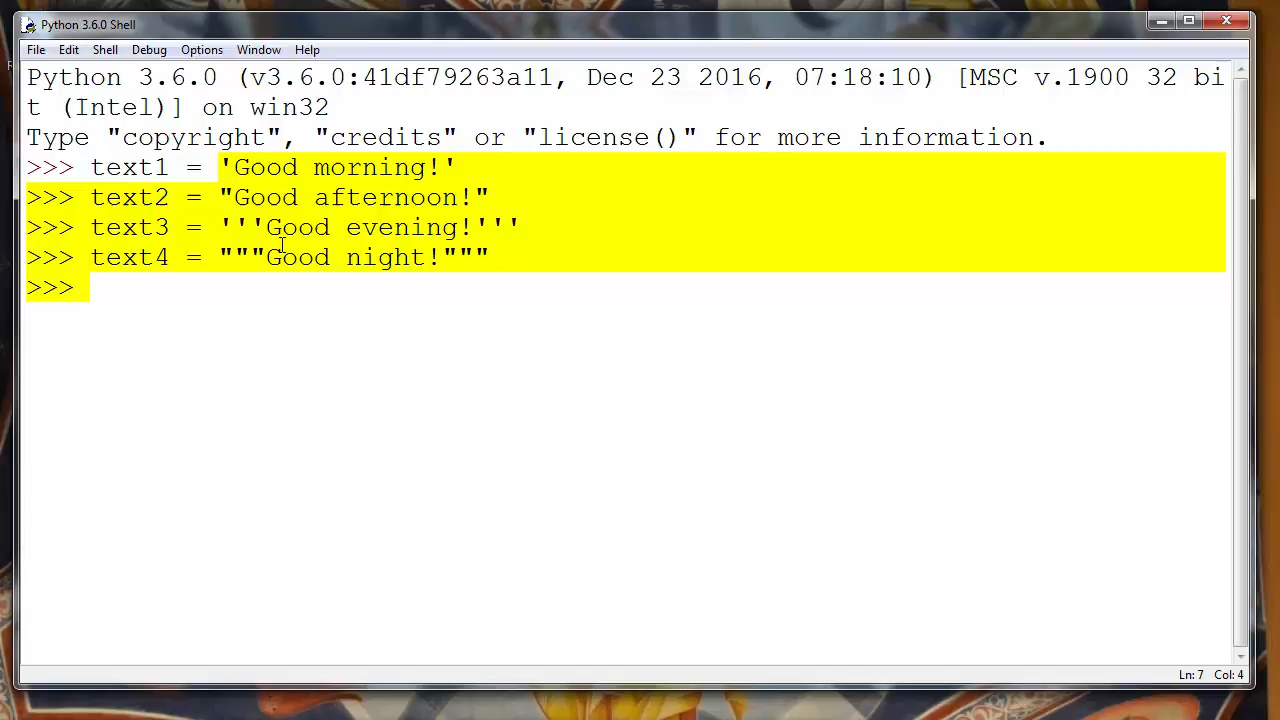 Python 3.6.0 Shell
File Edit Shell Debug Options Window Help
Python 3.6.0 (v3.6.0:41df79263a11, Dec 23 2016, 07:18:10) [MSC v.1900 32 bi
t (Intel)] on win32
Type "copyright", "credits" or "license()" for more information.
>>> text1 = 'Good morning!'
>>> text2 = "Good afternoon!"
>>> text3 = '''Good evening!'''
>>> text4 = """Good night!"""
>>>
Ln: 7 Col: 4